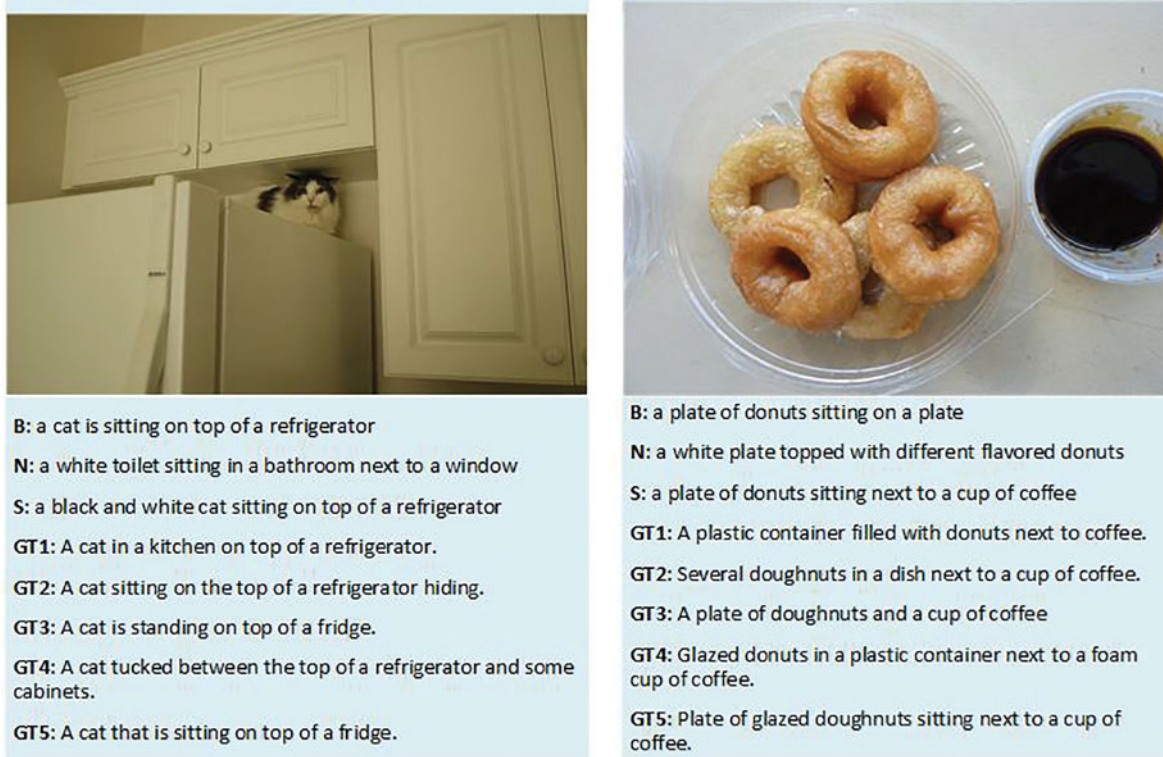 B: a cat is sitting on top of a refrigerator
N: a white toilet sitting in a bathroom next to a window
S: a black and white cat sitting on top of a refrigerator
GT1: A cat in a kitchen on top of a refrigerator.
GT2: A cat sitting on the top of a refrigerator hiding.
GT3: A cat is standing on top of a fridge.
GT4: A cat tucked between the top of a refrigerator and some
cabinets.
GT5: A cat that is sitting on top of a fridge.
B: a plate of donuts sitting on a plate
N: a white plate topped with different flavored donuts
S: a plate of donuts sitting next to a cup of coffee
GT1: A plastic container filled with donuts next to coffee.
GT2: Several doughnuts in a dish next to a cup of coffee.
GT3: A plate of doughnuts and a cup of coffee
GT4: Glazed donuts in a plastic container next to a foam
cup of coffee.
GT5: Plate of glazed doughnuts sitting next to a cup of
coffee.